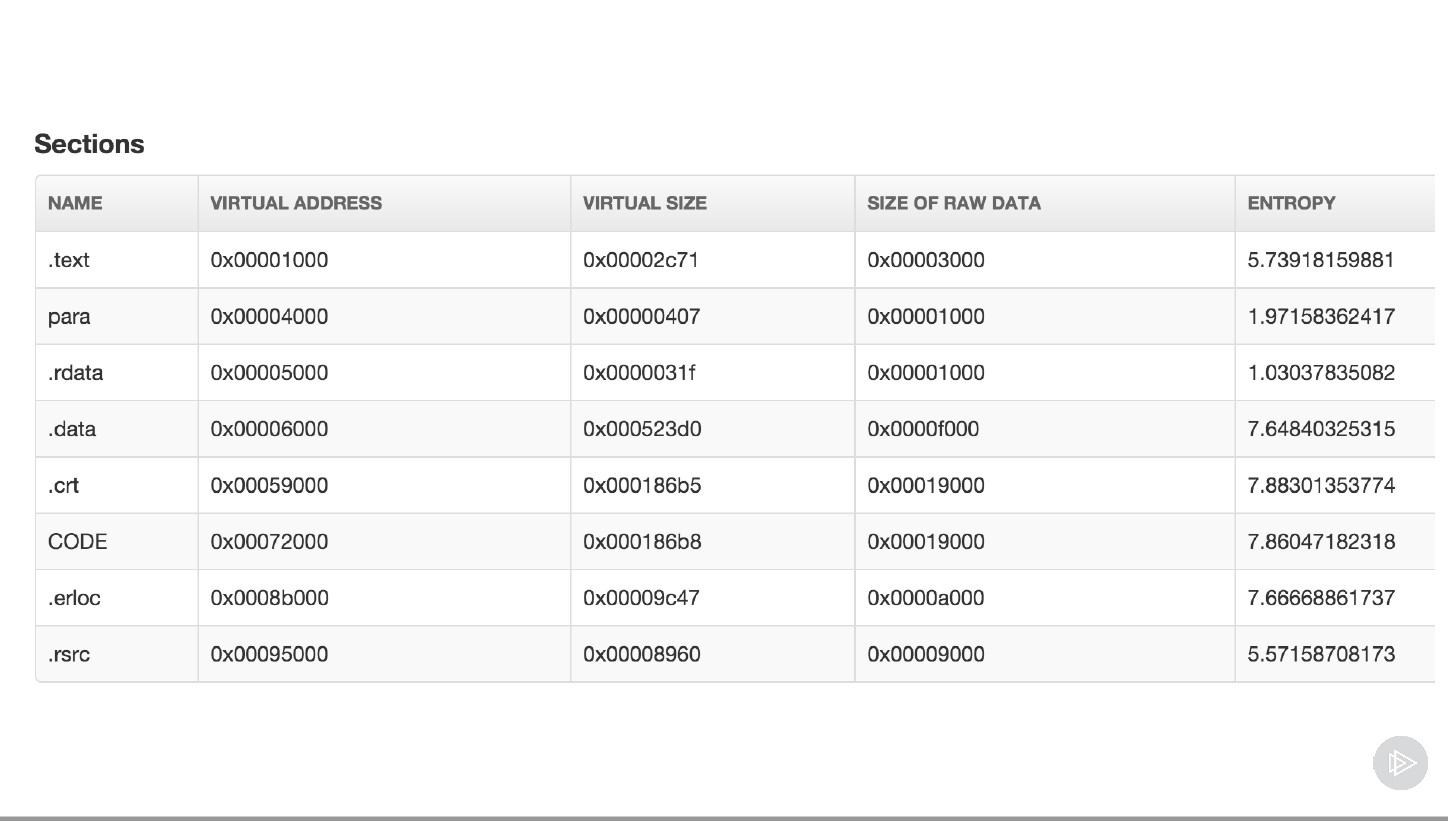 Sections
NAME VIRTUAL ADDRESS VIRTUAL SIZE SIZE OF RAW DATA ENTROPY
.text 0x00001000 0x00002c71 0x00003000 5.73918159881
para 0x00004000 0x00000407 0x00001000 1.97158362417
.rdata 0x00005000 0x0000031f 0x00001000 1.03037835082
.data 0x00006000 0x000523d0 0x0000f000 7.64840325315
.crt 0x00059000 0x000186b5 0x00019000 7.88301353774
CODE 0x00072000 0x000186b8 0x00019000 7.86047182318
.erloc 0x0008b000 0x00009c47 0x0000a000 7.66668861737
.rsrc 0x00095000 0x00008960 0x00009000 5.57158708173